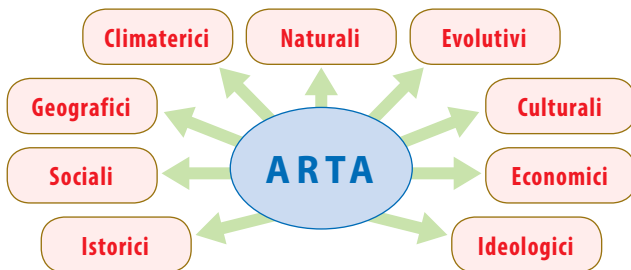 Climaterici
Naturali
Evolutivi
Geografici
Culturali
ARTA
Sociali
Economici
Istorici
Ideologici